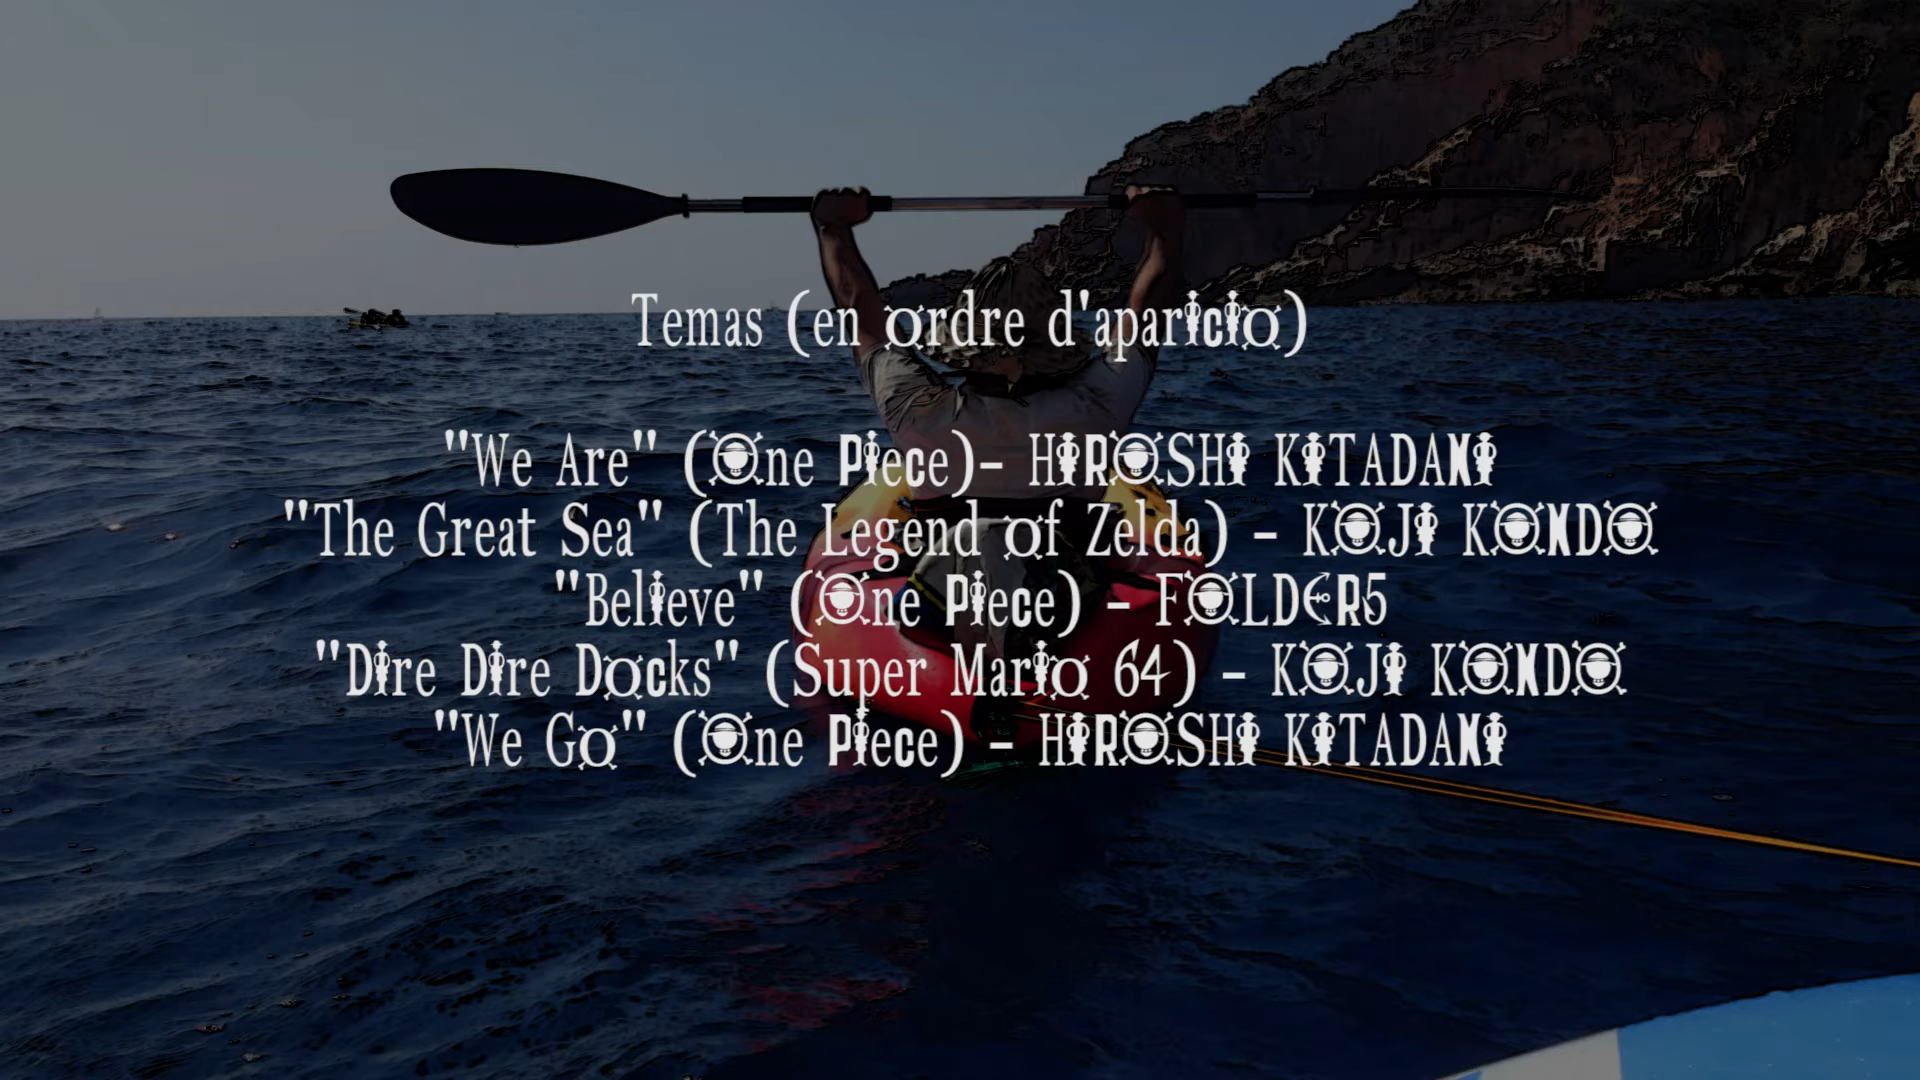 Temas (en ordre d'aparicio)
"We Are" (One Piece)- HIROSHI KITADANI
"The Great Sea" (The Legend of Zelda) - KOJI KONDO
"Believe" (One Piece) - FOLDER5
"Dire Dire Docks" (Super Mario 64) - KOJI KONDO
"We Go" (One Piece) - HIROSHI KITADANI